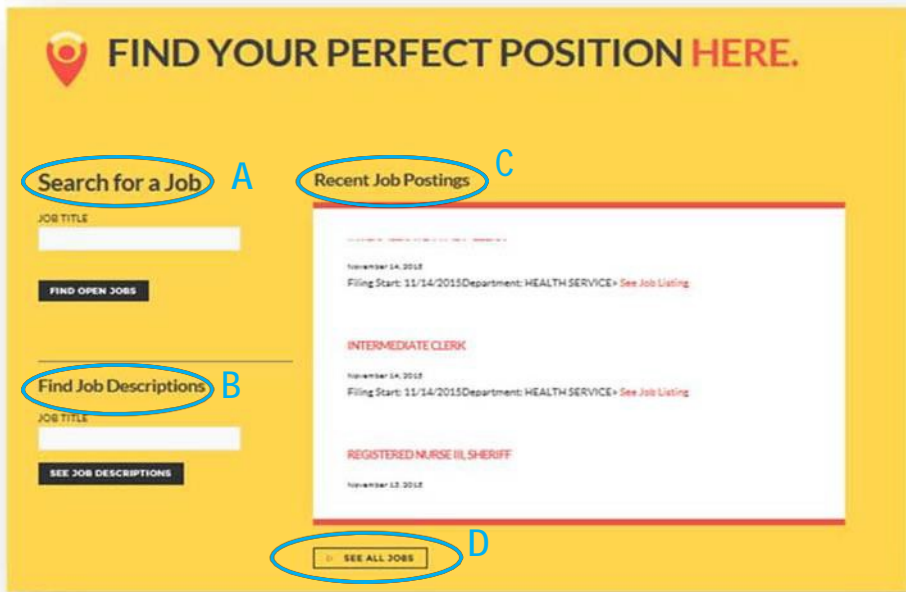 FIND YOUR PERFECT POSITION HERE.
Search for a Job A
JOB TITLE
FIND OPEN JOBS
Find Job Descriptions B
JOB TITLE
SEE JOB DESCRIPTIONS
Recent Job Postings C
November 14, 2015
Filing Start: 11/14/2015Department: HEALTH SERVICE> See Job Listing
INTERMEDIATE CLERK
November 14, 2015
Filing Start: 11/14/2015Department: HEALTH SERVICE> See Job Listing
REGISTERED NURSE III, SHERIFF
November 13, 2015
SEE ALL JOBS D